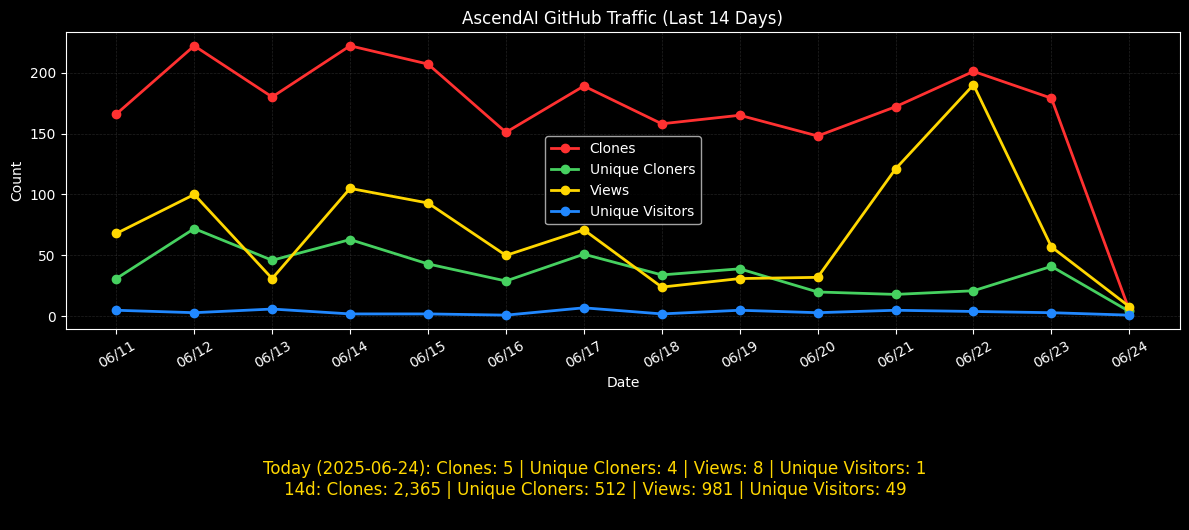 AscendAI GitHub Traffic (Last 14 Days)
Count
200
150
100
50
0
Clones
Unique Cloners
Views
Unique Visitors
06/11 06/12 06/13 06/14 06/15 06/16 06/17 06/18 06/19 06/20 06/21 06/22 06/23 06/24
Date
Today (2025-06-24): Clones: 5 | Unique Cloners: 4 | Views: 8 | Unique Visitors: 1
14d: Clones: 2,365 | Unique Cloners: 512 | Views: 981 | Unique Visitors: 49